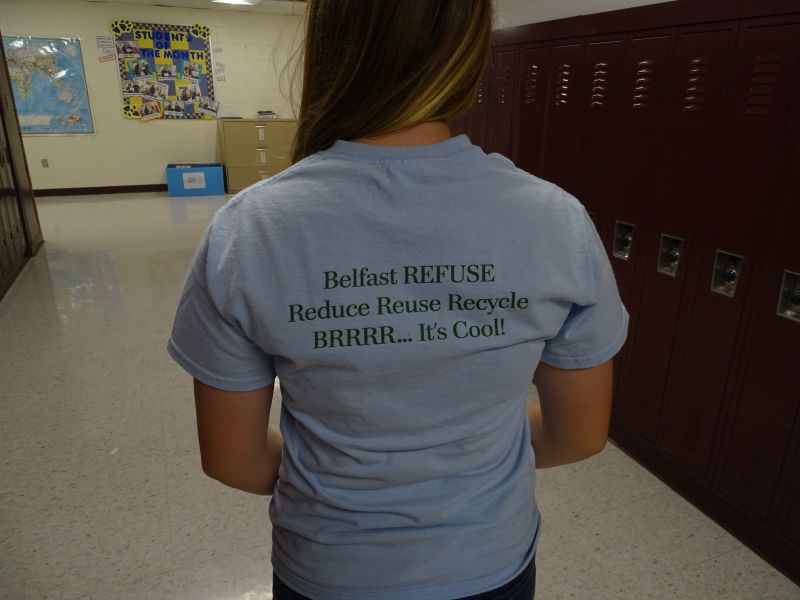 STUDENTS
OF THE
MONTH
Belfast REFUSE
Reduce Reuse Recycle
BRRRR... It's Cool!